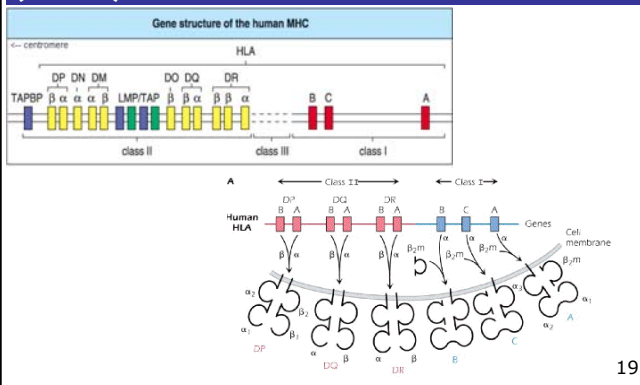 Gene structure of the human MHC
<-- centromere
HLA
DP DN DM DO DQ DR
TAPBP β α α α β LMP/TAP β β α β β α B C A
class II class III class I
A
Class II Class I
DP DQ DR
B A B A B A B C A
Human HLA
Genes
α α α
Cell membrane
β α β α β α β₂m β₂m β₂m β₂m
α₂ β₂ α₃ α₁
α₁ β₁ α₂ A
DP α β α β B C
DQ DR
19